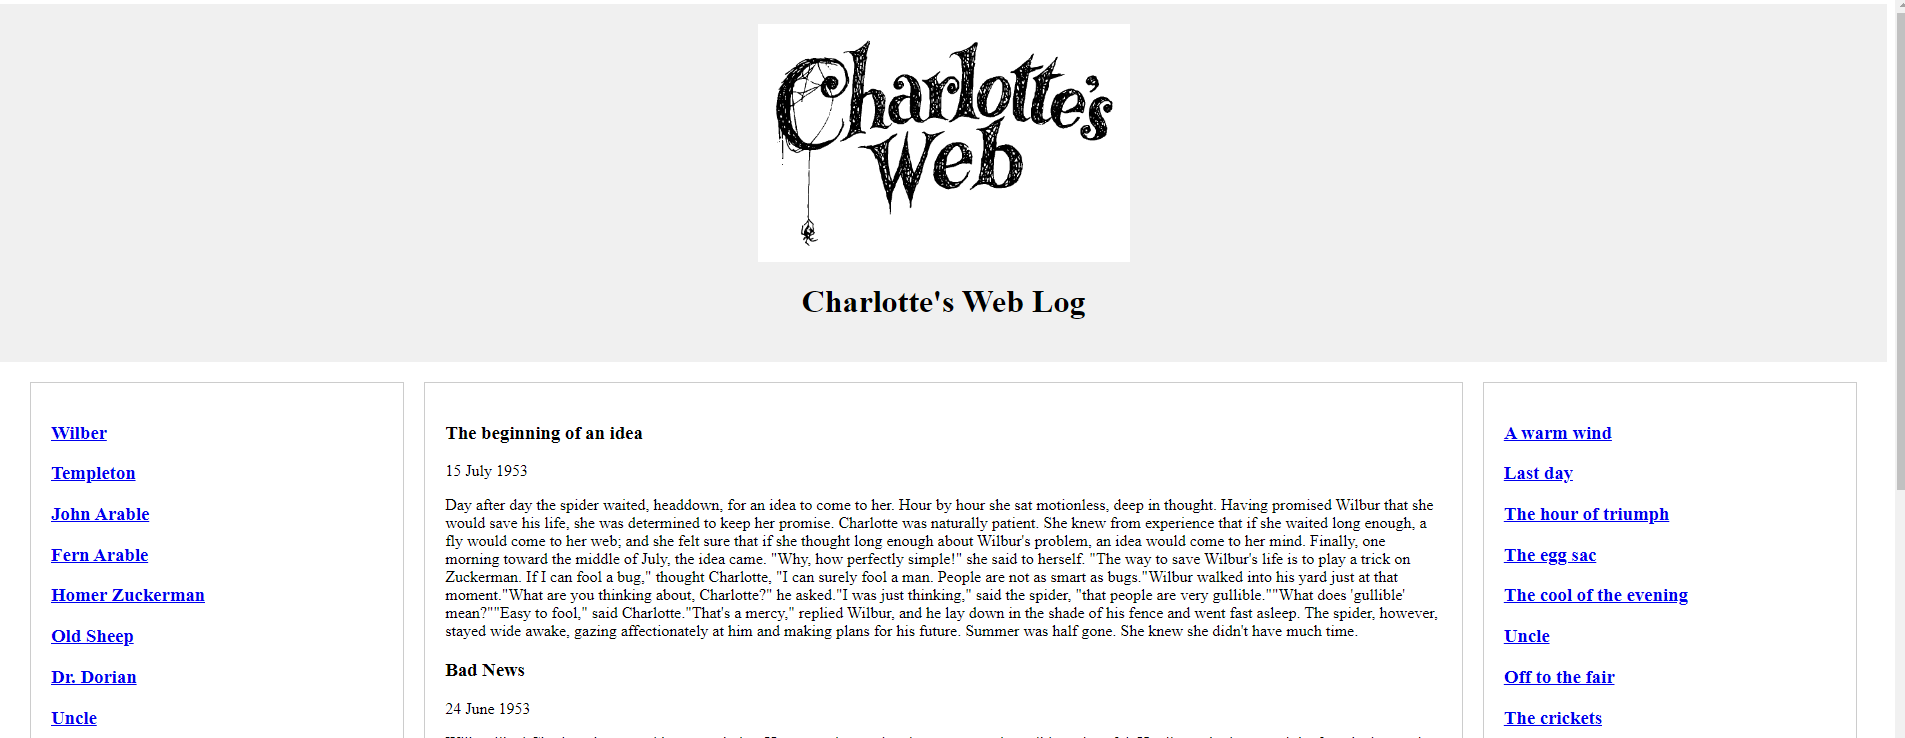 Charlotte's
Web
Charlotte's Web Log
Wilber
Templeton
John Arable
Fern Arable
Homer Zuckerman
Old Sheep
Dr. Dorian
Uncle
The beginning of an idea
15 July 1953
Day after day the spider waited, headdown, for an idea to come to her. Hour by hour she sat motionless, deep in thought. Having promised Wilbur that she
would save his life, she was determined to keep her promise. Charlotte was naturally patient. She knew from experience that if she waited long enough, a
fly would come to her web; and she felt sure that if she thought long enough about Wilbur's problem, an idea would come to her mind. Finally, one
morning toward the middle of July, the idea came. "Why, how perfectly simple!" she said to herself. "The way to save Wilbur's life is to play a trick on
Zuckerman. If I can fool a bug," thought Charlotte, "I can surely fool a man. People are not as smart as bugs."Wilbur walked into his yard just at that
moment."What are you thinking about, Charlotte?" he asked."I was just thinking," said the spider, "that people are very gullible.""What does 'gullible'
mean?""Easy to fool," said Charlotte."That's a mercy," replied Wilbur, and he lay down in the shade of his fence and went fast asleep. The spider, however,
stayed wide awake, gazing affectionately at him and making plans for his future. Summer was half gone. She knew she didn't have much time.
Bad News
24 June 1953
A warm wind
Last day
The hour of triumph
The egg sac
The cool of the evening
Uncle
Off to the fair
The crickets